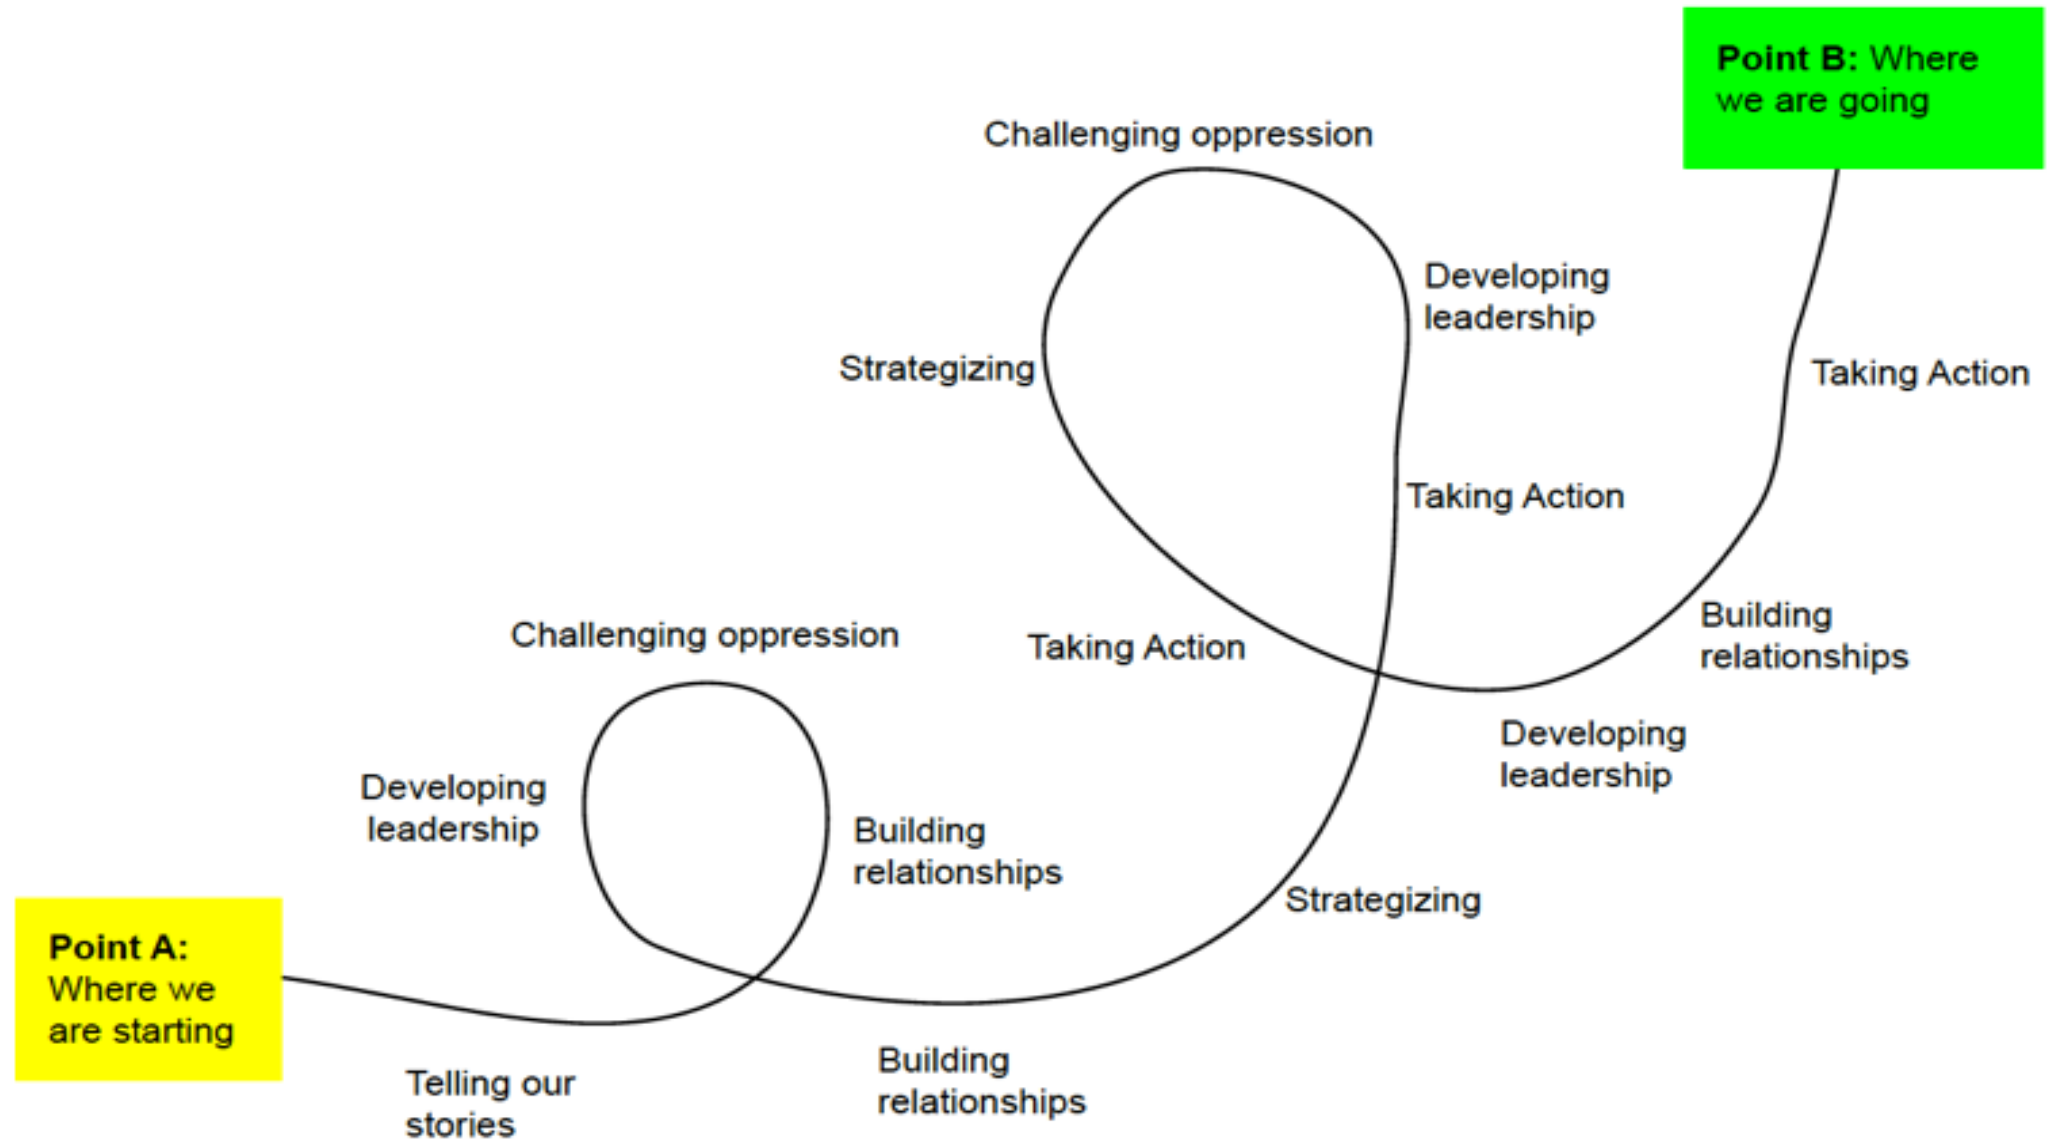 Point B: Where
we are going
Challenging oppression
Developing
leadership
Strategizing
Taking Action
Taking Action
Building
relationships
Challenging oppression
Taking Action
Developing
leadership
Developing
leadership
Building
relationships
Strategizing
Point A:
Where we
are starting
Building
relationships
Telling our
stories